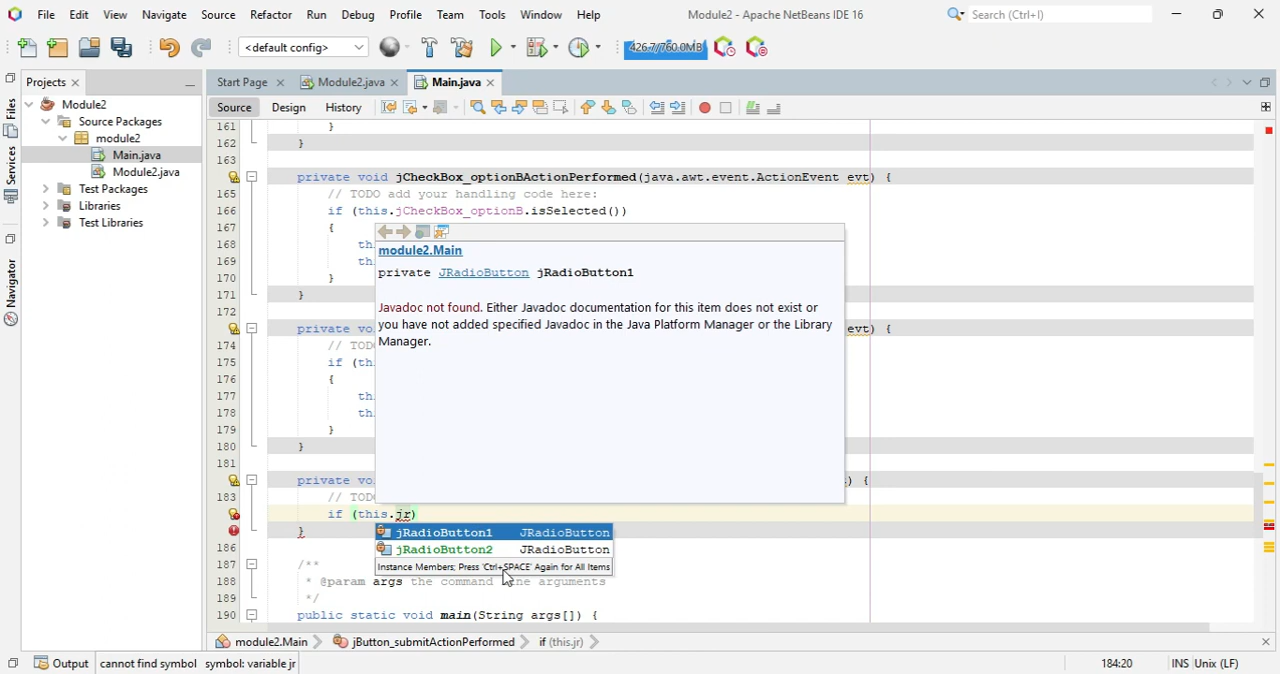 File Edit View Navigate Source Refactor Run Debug Profile Team Tools Window Help Module2 - Apache NetBeans IDE 16 Search (Ctrl+I)
<default config> 426.7/760.0MB
Projects Start Page Module2.java Main.java
Source Design History
Files
Services
Navigator
Module2
Source Packages
module2
Main.java
Module2.java
Test Packages
Libraries
Test Libraries
161 }
162 }
163
private void jCheckBox_optionBActionPerformed(java.awt.event.ActionEvent evt) {
165 // TODO add your handling code here:
166 if (this.jCheckBox_optionB.isSelected())
167 {
168 th
169 th
170 }
171 }
172
private vo evt) {
174 // TOD
175 if (th
176 {
177 th
178 th
179 }
180 }
181
private vo ) {
183 // TOD
if (this.jr)
}
186
187 /**
188 * @param args the command line arguments
189 */
190 public static void main(String args[]) {
module2.Main
private JRadioButton jRadioButton1
Javadoc not found. Either Javadoc documentation for this item does not exist or
you have not added specified Javadoc in the Java Platform Manager or the Library
Manager.
jRadioButton1 JRadioButton
jRadioButton2 JRadioButton
Instance Members; Press 'Ctrl+SPACE' Again for All Items
module2.Main jButton_submitActionPerformed if (this.jr)
Output cannot find symbol symbol: variable jr 184:20 INS Unix (LF)